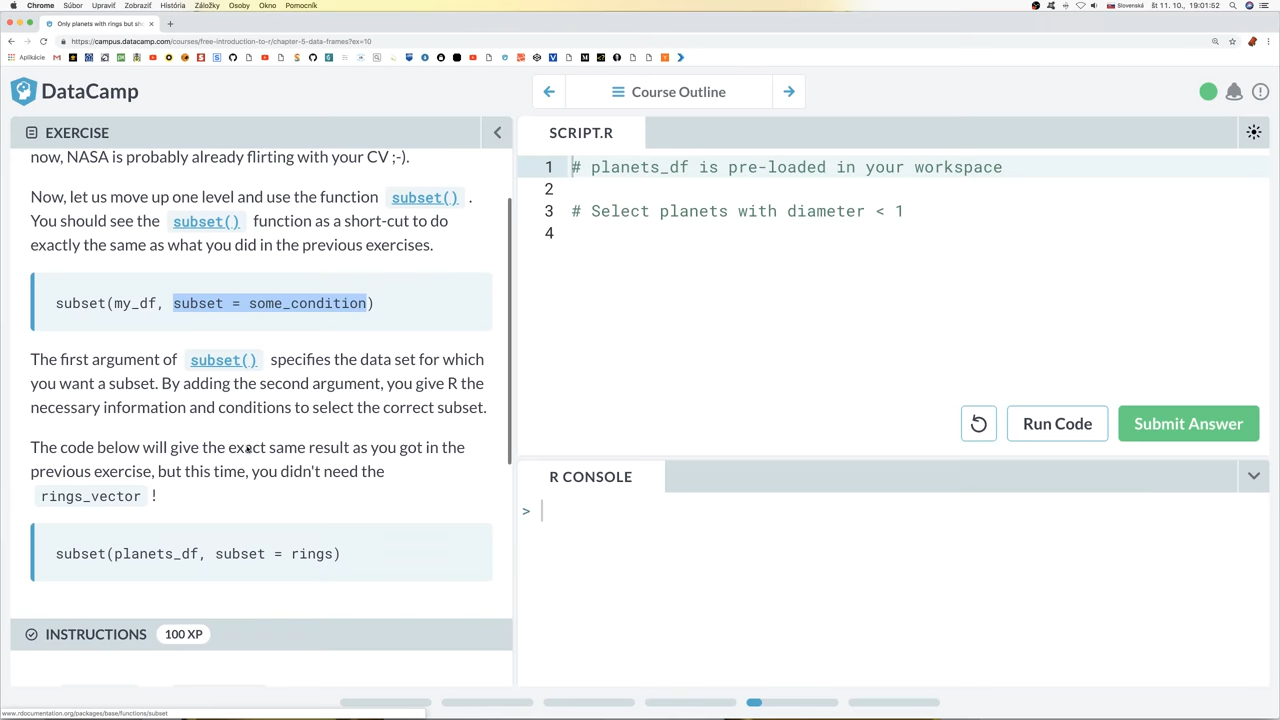 Chrome Súbor Upraviť Zobraziť História Záložky Osoby Okno Pomocník Slovenská št 11. 10., 19:01:52
Only planets with rings but sh
https://campus.datacamp.com/courses/free-introduction-to-r/chapter-5-data-frames?ex=10
Aplikácie
DataCamp
Course Outline
EXERCISE
now, NASA is probably already flirting with your CV ;-).
Now, let us move up one level and use the function subset() .
You should see the subset() function as a short-cut to do
exactly the same as what you did in the previous exercises.
subset(my_df, subset = some_condition)
The first argument of subset() specifies the data set for which
you want a subset. By adding the second argument, you give R the
necessary information and conditions to select the correct subset.
The code below will give the exact same result as you got in the
previous exercise, but this time, you didn't need the
rings_vector !
subset(planets_df, subset = rings)
INSTRUCTIONS 100 XP
www.rdocumentation.org/packages/base/functions/subset
SCRIPT.R
1 # planets_df is pre-loaded in your workspace
2
3 # Select planets with diameter < 1
4
Run Code
Submit Answer
R CONSOLE
>